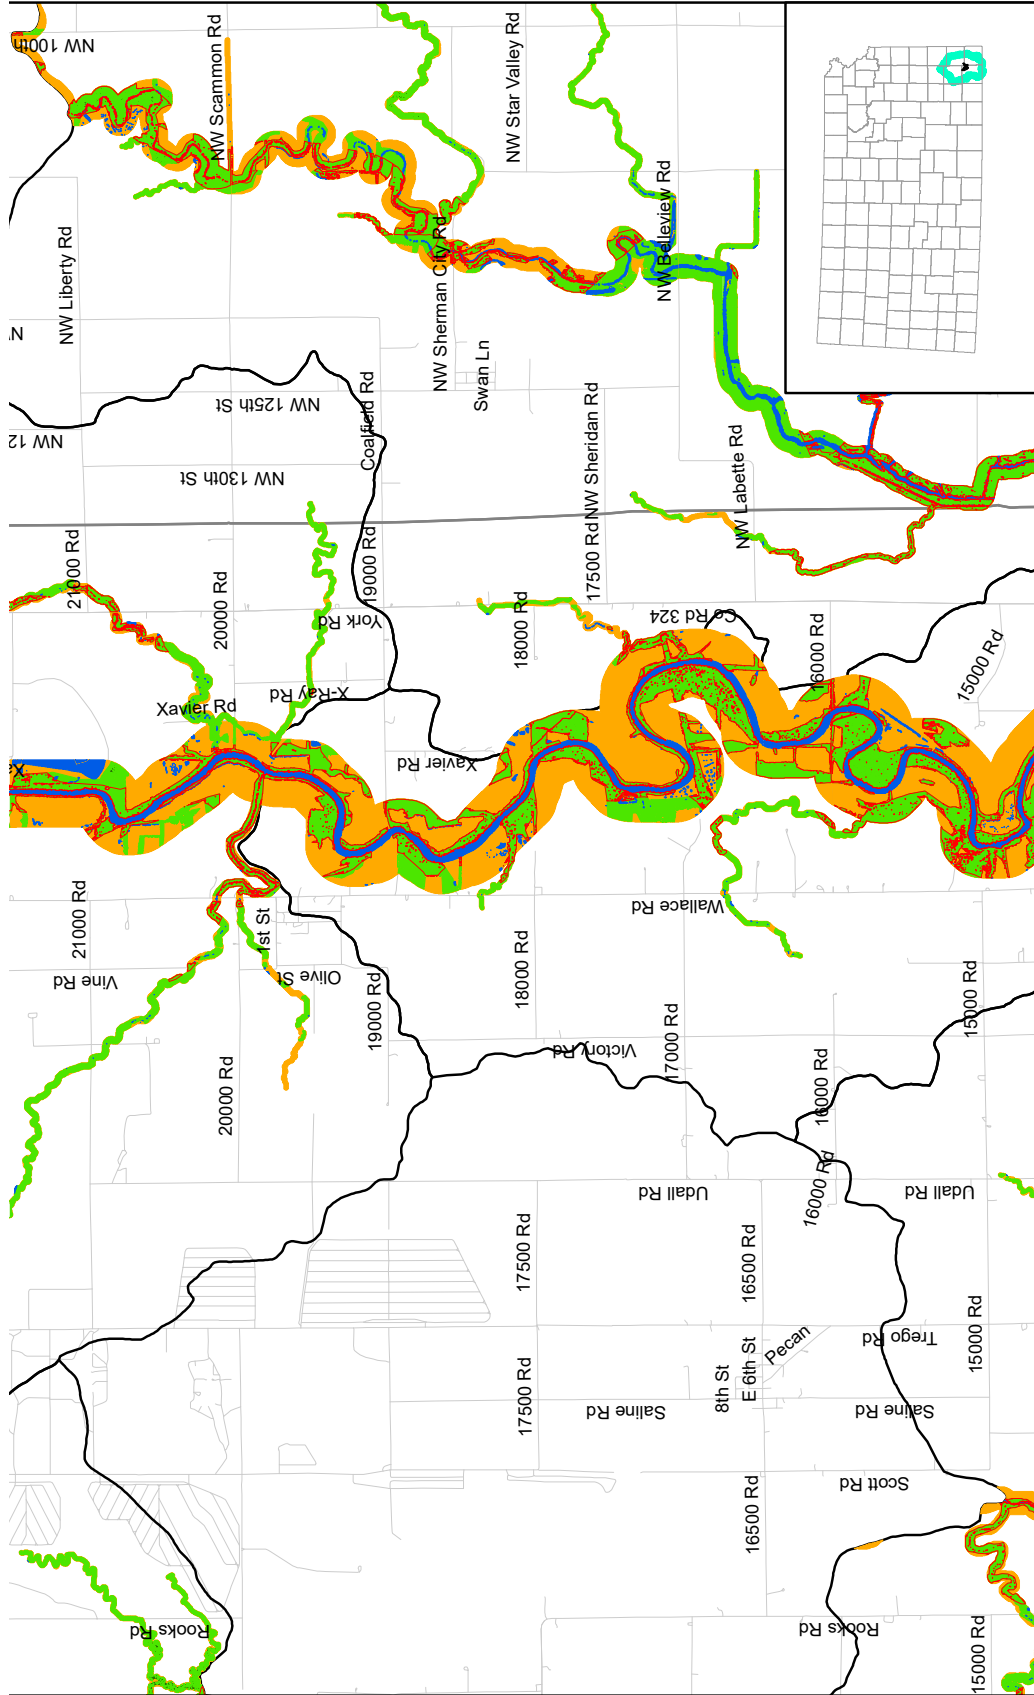 NW 100th
NW Scammon Rd
NW Star Valley Rd
NW Liberty Rd
NW Sherman City Rd
NW Belleview Rd
Swan Ln
NW 125th St
Coalfield Rd
NW 12
NW 130th St
NW Sheridan Rd
NW Labette Rd
21000 Rd
20000 Rd
19000 Rd
17500 Rd
York Rd
18000 Rd
Co Rd 324
16000 Rd
15000 Rd
X-Ray Rd
Xavier Rd
Xavier Rd
21000 Rd
Vine Rd
1st St
Olive St
19000 Rd
18000 Rd
Wallace Rd
15000 Rd
20000 Rd
Victory Rd
17000 Rd
16000 Rd
16000 Rd
Udall Rd
Udall Rd
17500 Rd
16500 Rd
15000 Rd
Trego Rd
Pecan
E 6th St
8th St
17500 Rd
Saline Rd
Saline Rd
Scott Rd
16500 Rd
Rooks Rd
Rooks Rd
15000 Rd